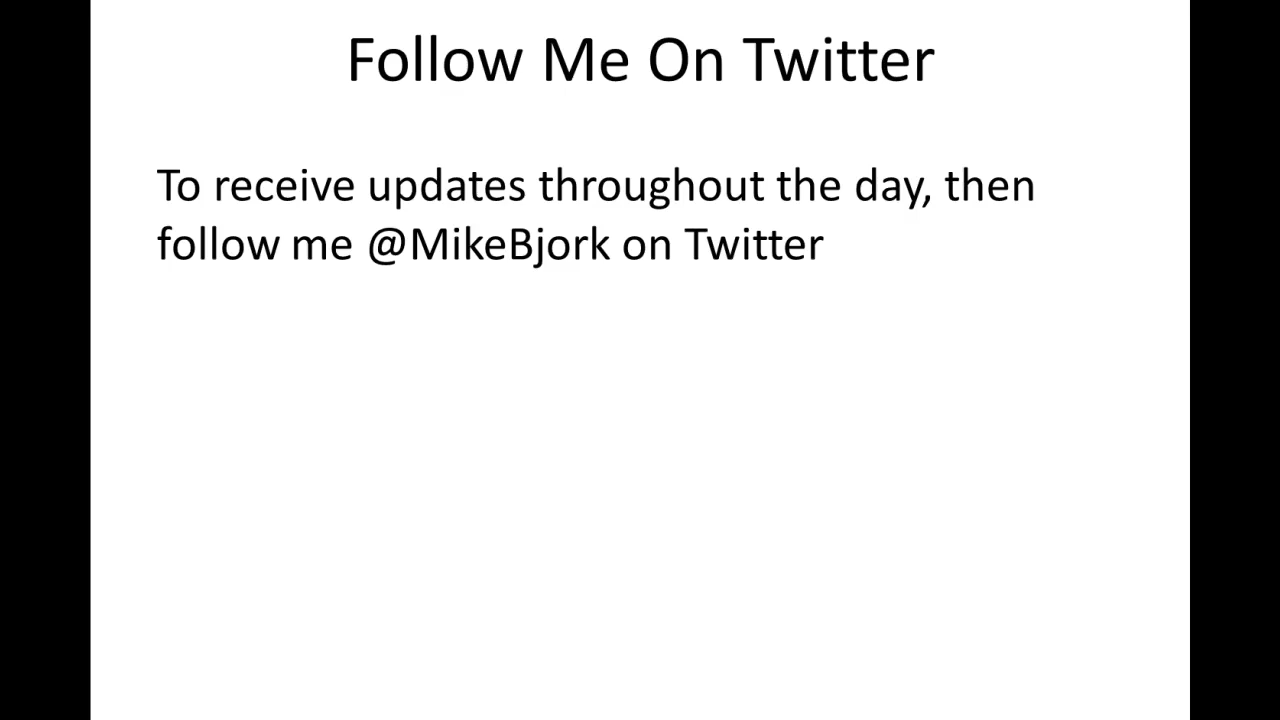 Follow Me On Twitter
To receive updates throughout the day, then
follow me @MikeBjork on Twitter